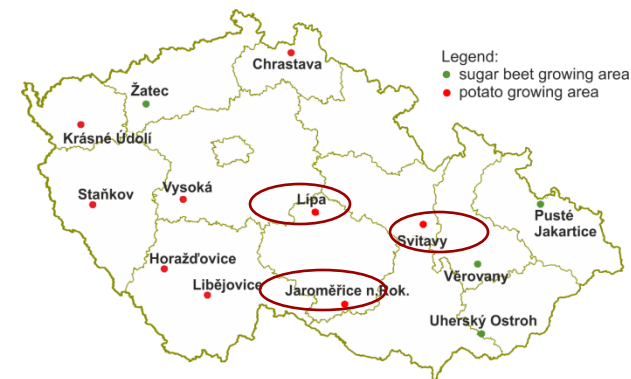 Chrastava
Legend:
sugar beet growing area
potato growing area
Žatec
Krásné Údolí
Staňkov
Vysoká
Lípa
Pusté
Jakartice
Svitavy
Horažďovice
Věrovany
Libějovice
Jaroměřice n.Rok.
Uherský Ostroh